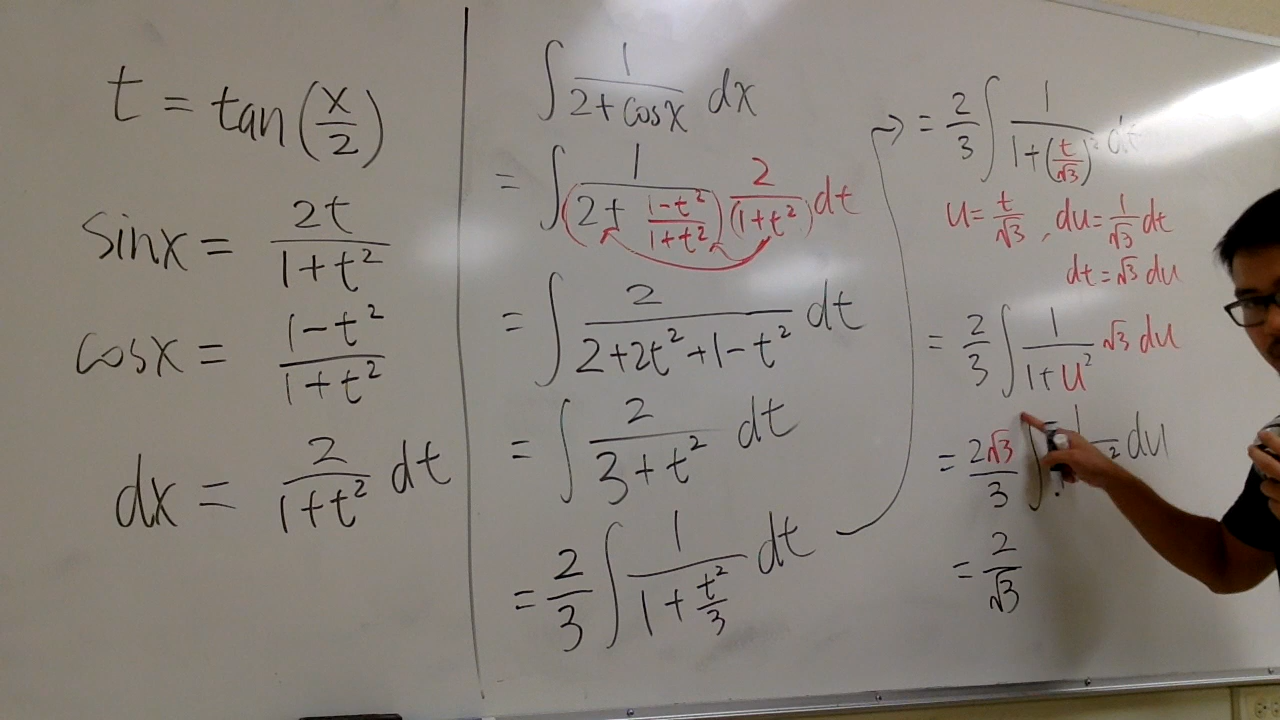 t = tan(x/2)
sinx = 2t/(1+t²)
cosx = (1-t²)/(1+t²)
dx = 2/(1+t²) dt
∫ 1/(2+cosx) dx
= ∫ 1/(2+ (1-t²)/(1+t²)) 2/(1+t²) dt
= ∫ 2/(2+2t²+1-t²) dt
= ∫ 2/(3+t²) dt
= 2/3 ∫ 1/(1+ t²/3) dt
→ = 2/3 ∫ 1/(1+(t/√3)²) dt
u = t/√3 , du = 1/√3 dt
dt = √3 du
= 2/3 ∫ 1/(1+u²) √3 du
= 2√3/3 ∫ du
= 2/√3